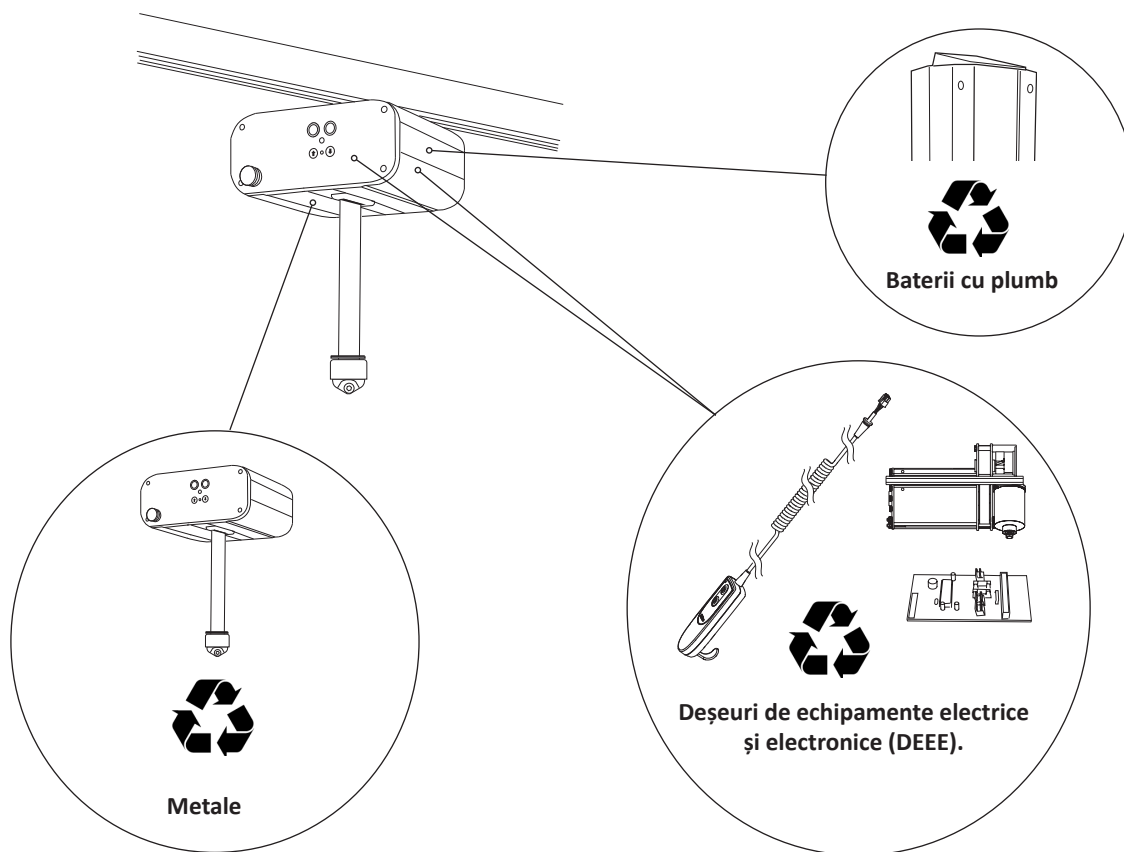 Baterii cu plumb
Deșeuri de echipamente electrice
și electronice (DEEE).
Metale